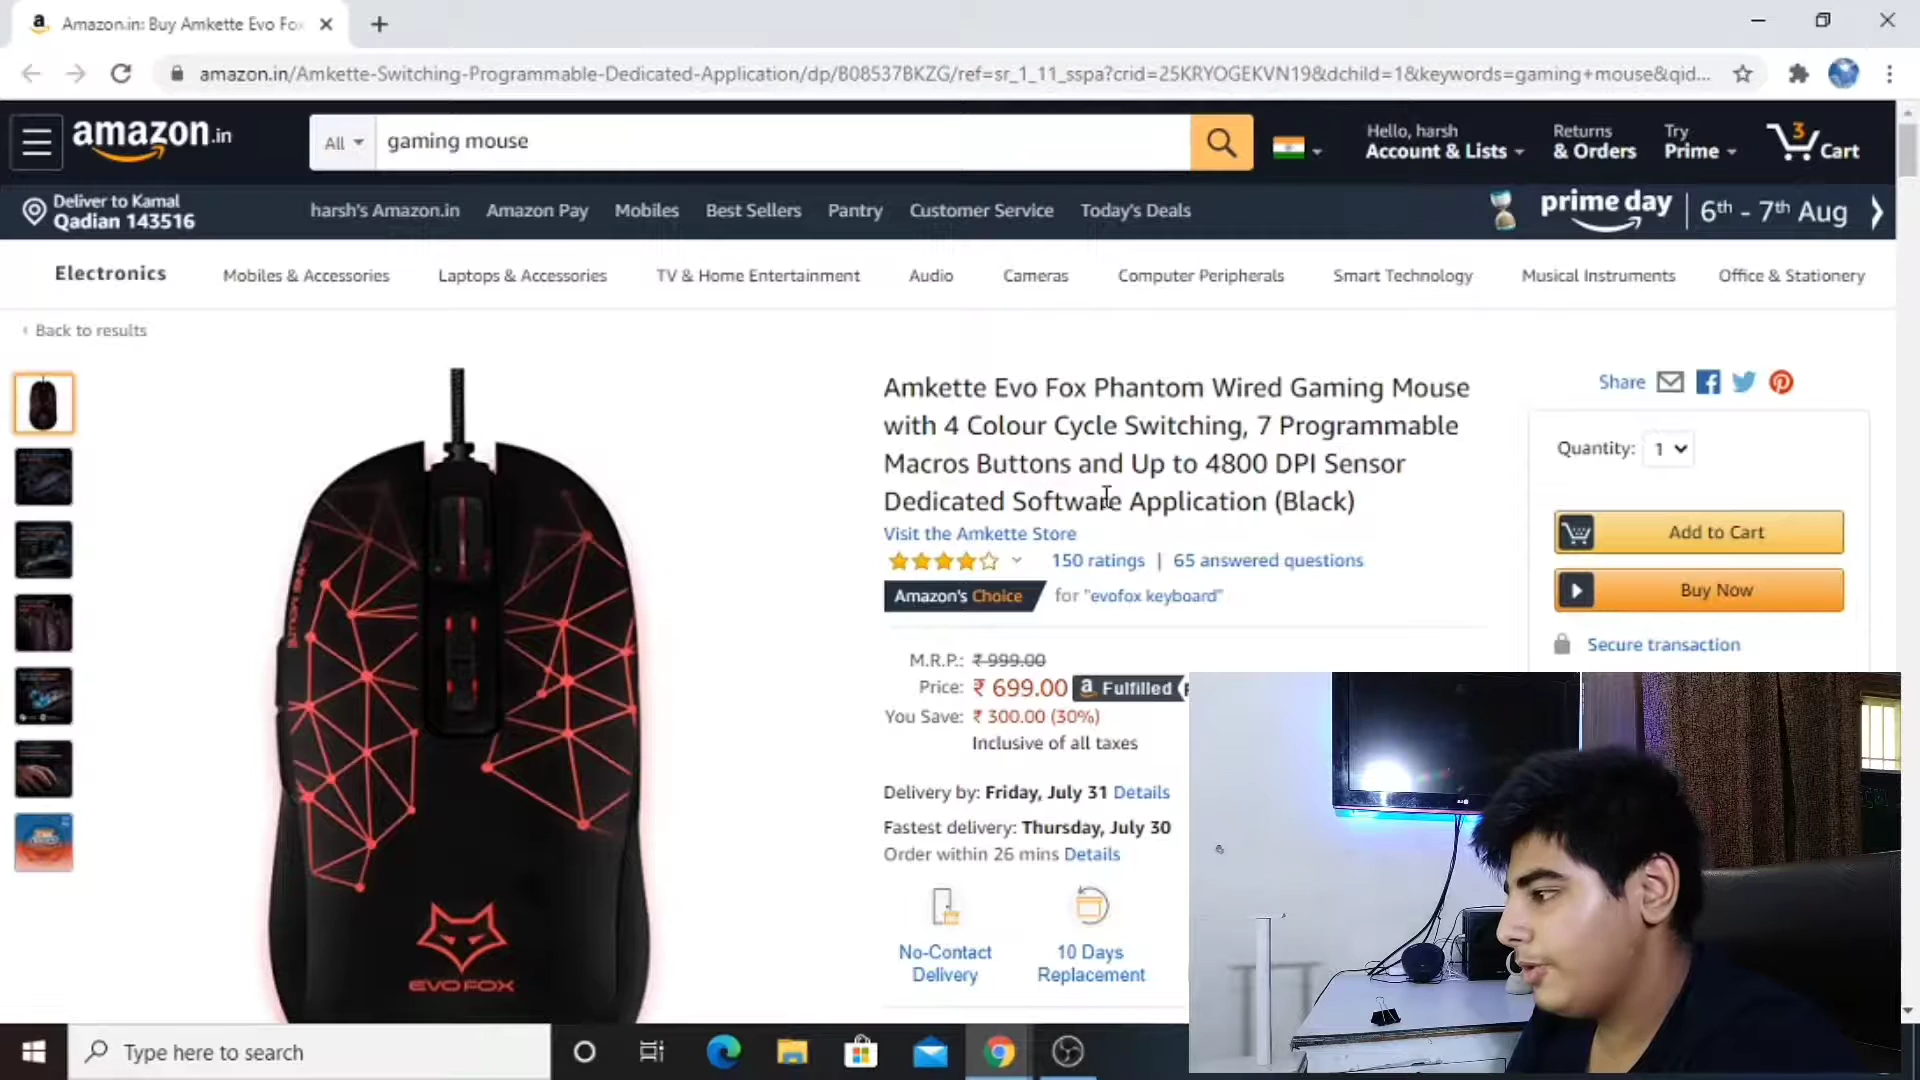 Amazon.in: Buy Amkette Evo Fox
amazon.in/Amkette-Switching-Programmable-Dedicated-Application/dp/B08537BKZG/ref=sr_1_11_sspa?crid=25KRYOGEKVN19&dchild=1&keywords=gaming+mouse&qid...
amazon.in
All
gaming mouse
Hello, harsh
Account & Lists
Returns
& Orders
Try
Prime
3
Cart
Deliver to Kamal
Qadian 143516
harsh's Amazon.in
Amazon Pay
Mobiles
Best Sellers
Pantry
Customer Service
Today's Deals
prime day
6th - 7th Aug
Electronics
Mobiles & Accessories
Laptops & Accessories
TV & Home Entertainment
Audio
Cameras
Computer Peripherals
Smart Technology
Musical Instruments
Office & Stationery
‹ Back to results
Amkette Evo Fox Phantom Wired Gaming Mouse
with 4 Colour Cycle Switching, 7 Programmable
Macros Buttons and Up to 4800 DPI Sensor
Dedicated Software Application (Black)
Visit the Amkette Store
150 ratings | 65 answered questions
Amazon's Choice for "evofox keyboard"
M.R.P.: ₹ 999.00
Price: ₹ 699.00
Fulfilled
You Save: ₹ 300.00 (30%)
Inclusive of all taxes
Delivery by: Friday, July 31 Details
Fastest delivery: Thursday, July 30
Order within 26 mins Details
No-Contact
Delivery
10 Days
Replacement
Share
Quantity: 1
Add to Cart
Buy Now
Secure transaction
EVOFOX
Type here to search